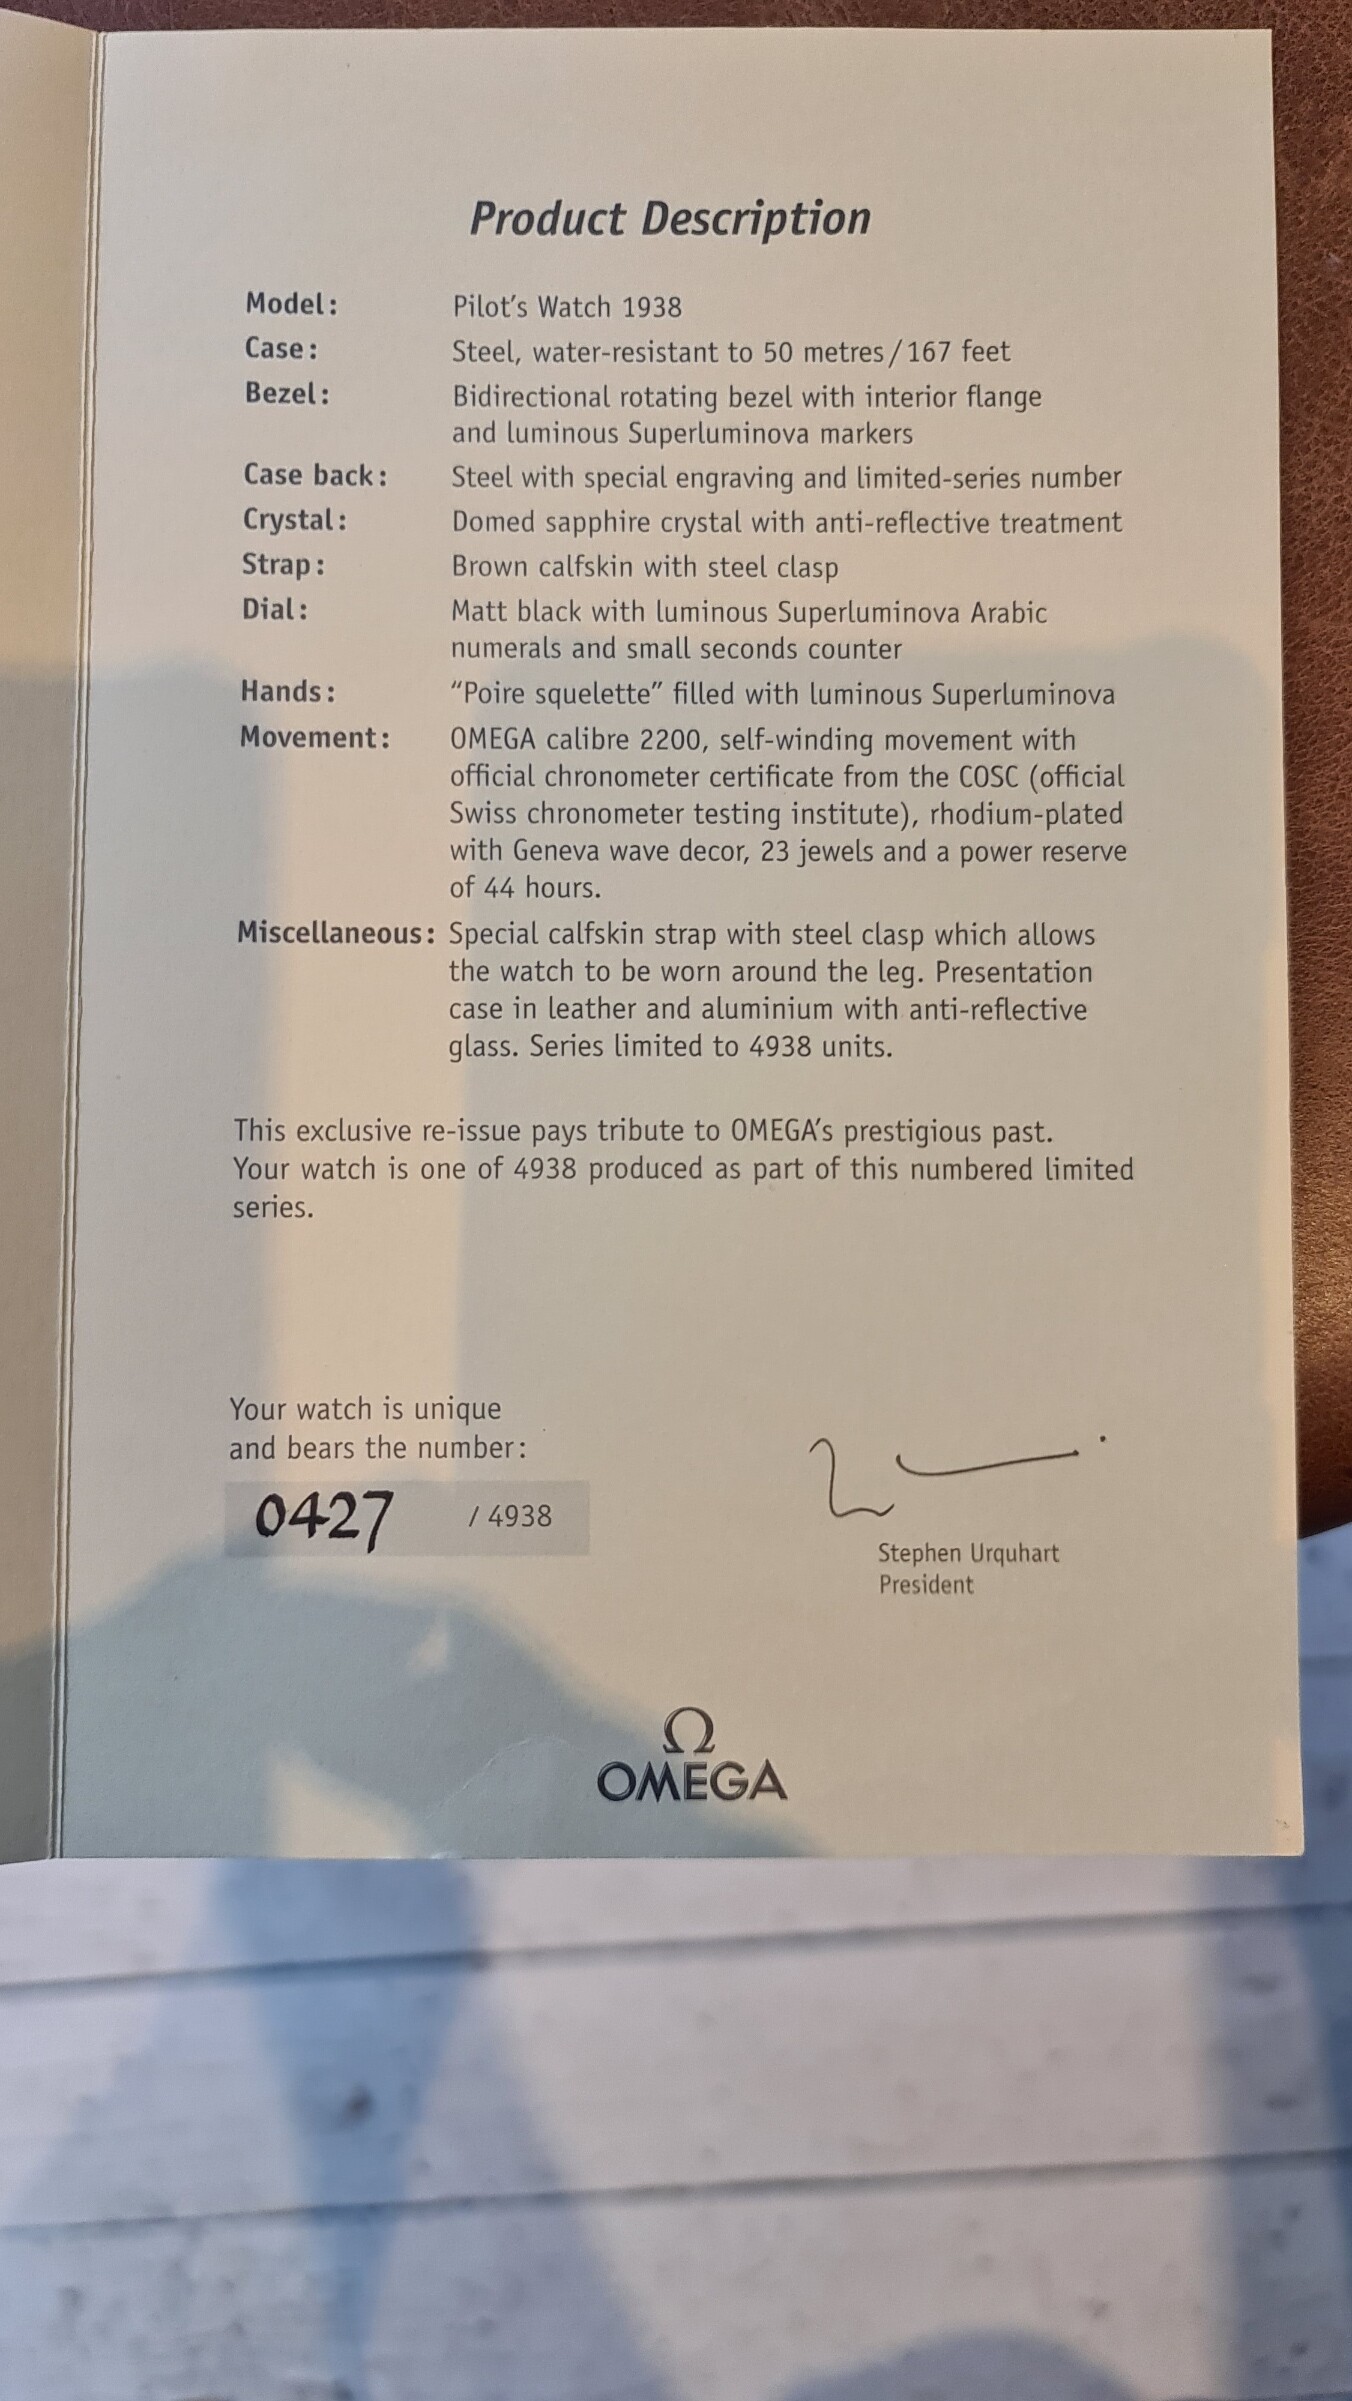 Product Description
Model: Pilot's Watch 1938
Case: Steel, water-resistant to 50 metres/167 feet
Bezel: Bidirectional rotating bezel with interior flange
and luminous Superluminova markers
Case back: Steel with special engraving and limited-series number
Crystal: Domed sapphire crystal with anti-reflective treatment
Strap: Brown calfskin with steel clasp
Dial: Matt black with luminous Superluminova Arabic
numerals and small seconds counter
Hands: “Poire squelette” filled with luminous Superluminova
Movement: OMEGA calibre 2200, self-winding movement with
official chronometer certificate from the COSC (official
Swiss chronometer testing institute), rhodium-plated
with Geneva wave decor, 23 jewels and a power reserve
of 44 hours.
Miscellaneous: Special calfskin strap with steel clasp which allows
the watch to be worn around the leg. Presentation
case in leather and aluminium with anti-reflective
glass. Series limited to 4938 units.
This exclusive re-issue pays tribute to OMEGA's prestigious past.
Your watch is one of 4938 produced as part of this numbered limited
series.
Your watch is unique
and bears the number:
0427 / 4938
Stephen Urquhart
President
Ω
OMEGA